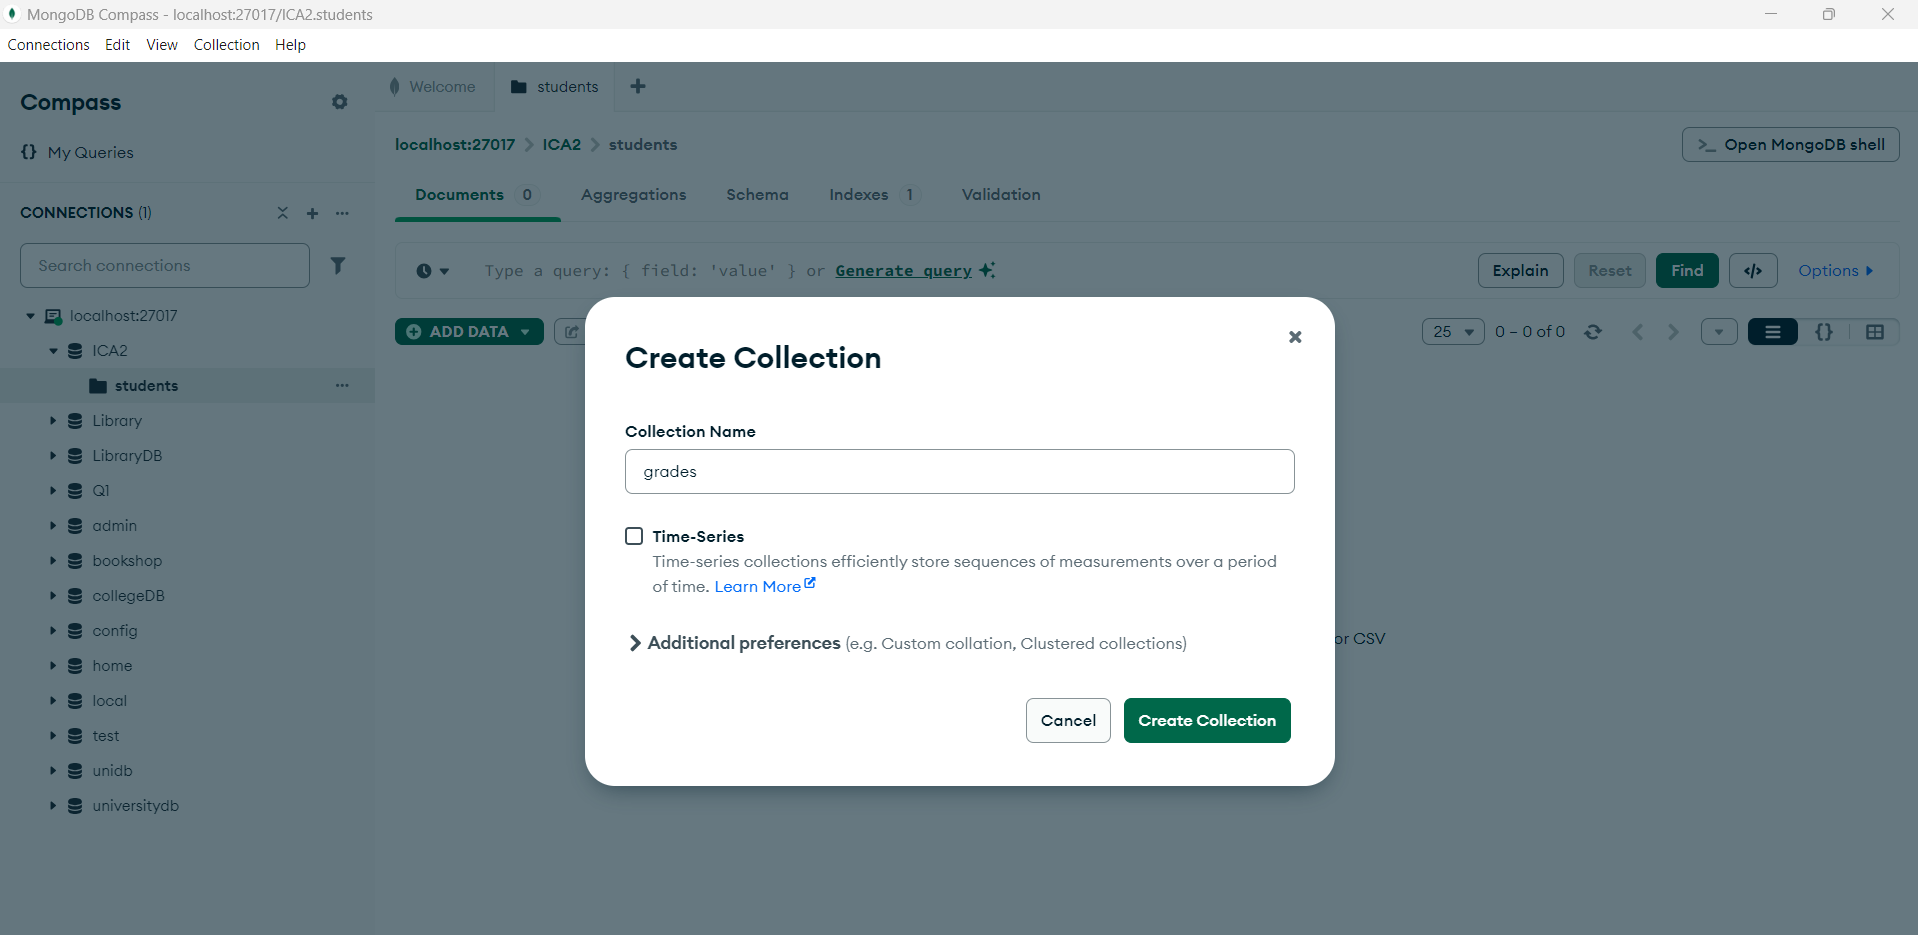 MongoDB Compass - localhost:27017/ICA2.students
Connections Edit View Collection Help
Compass
My Queries
CONNECTIONS (1)
Search connections
localhost:27017
ICA2
students
Library
LibraryDB
Q1
admin
bookshop
collegeDB
config
home
local
test
unidb
universitydb
Welcome
students
localhost:27017 > ICA2 > students
>_ Open MongoDB shell
Documents 0 Aggregations Schema Indexes 1 Validation
Type a query: { field: 'value' } or Generate query
Explain Reset Find </> Options
ADD DATA
25 0 – 0 of 0 {}
Create Collection
Collection Name
grades
Time-Series
Time-series collections efficiently store sequences of measurements over a period
of time. Learn More
Additional preferences (e.g. Custom collation, Clustered collections)
or CSV
Cancel Create Collection